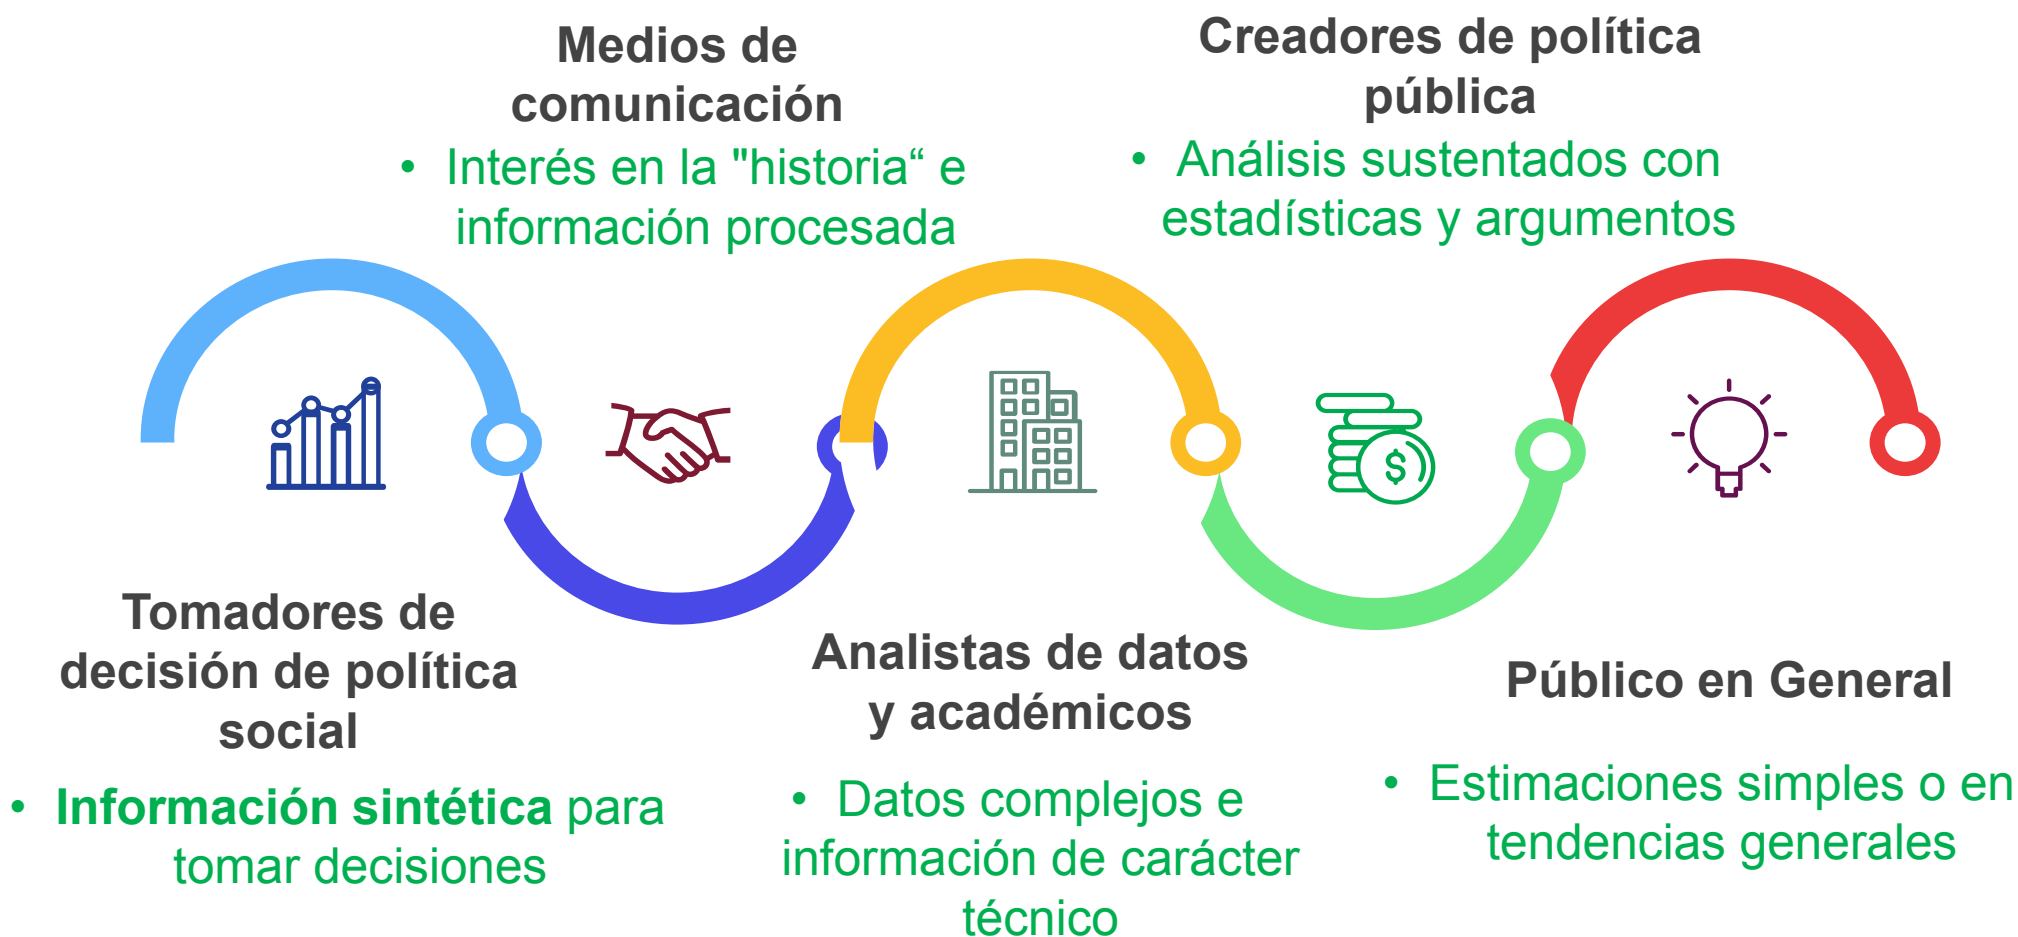 Medios de
comunicación
• Interés en la "historia“ e
información procesada
Creadores de política
pública
• Análisis sustentados con
estadísticas y argumentos
$
Tomadores de
decisión de política
social
• Información sintética para
tomar decisiones
Analistas de datos
y académicos
• Datos complejos e
información de carácter
técnico
Público en General
• Estimaciones simples o en
tendencias generales